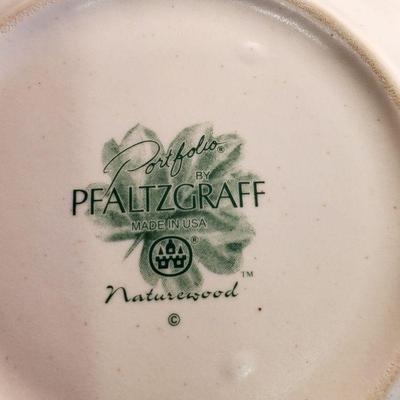 Portfolio®
BY
PFALTZGRAFF
MADE IN USA
®
™
Naturewood
©